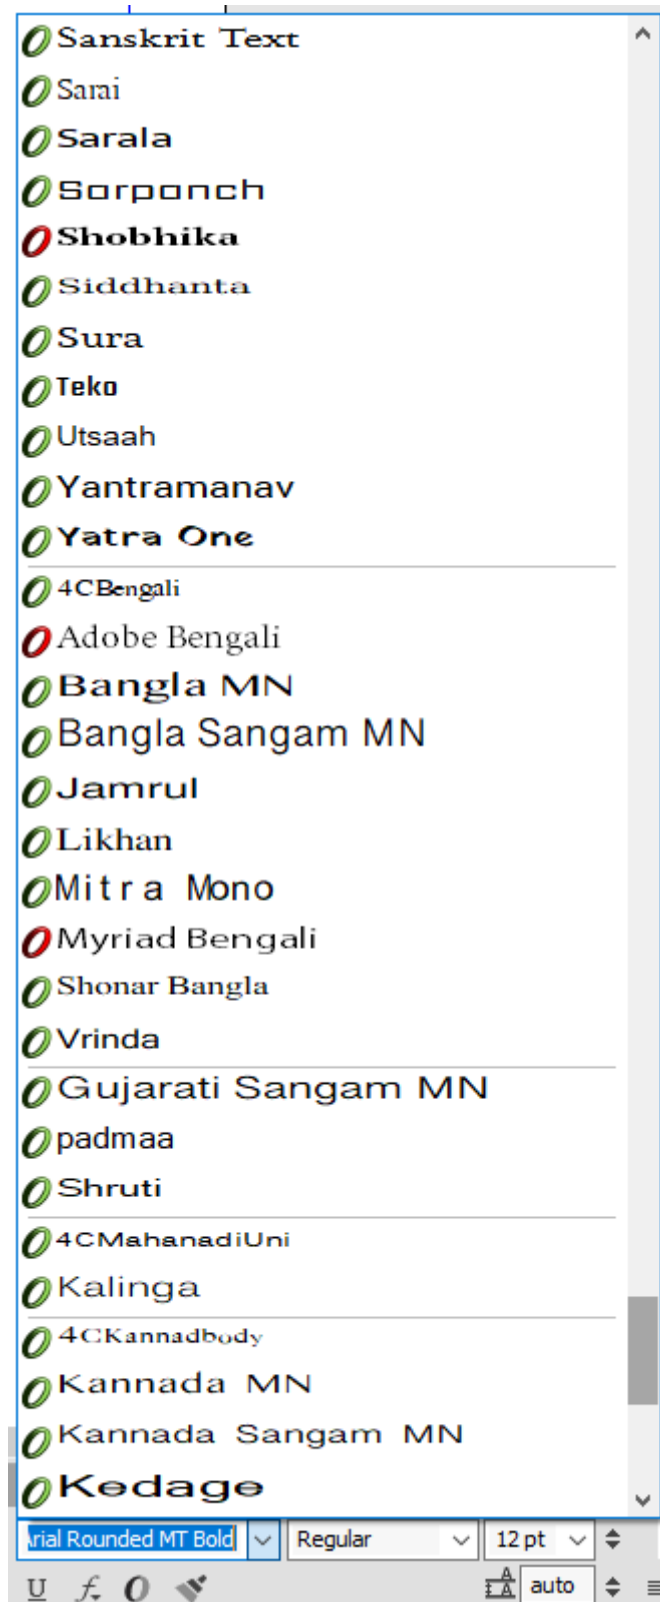 Sanskrit Text
Sarai
Sarala
Sarpanch
Shobhika
Siddhanta
Sura
Teko
Utsaah
Yantramanav
Yatra One
4CBengali
Adobe Bengali
Bangla MN
Bangla Sangam MN
Jamrul
Likhan
Mitra Mono
Myriad Bengali
Shonar Bangla
Vrinda
Gujarati Sangam MN
padmaa
Shruti
4CMahanadiUni
Kalinga
4CKannadbody
Kannada MN
Kannada Sangam MN
Kedage
Arial Rounded MT Bold Regular 12 pt
U f. O auto